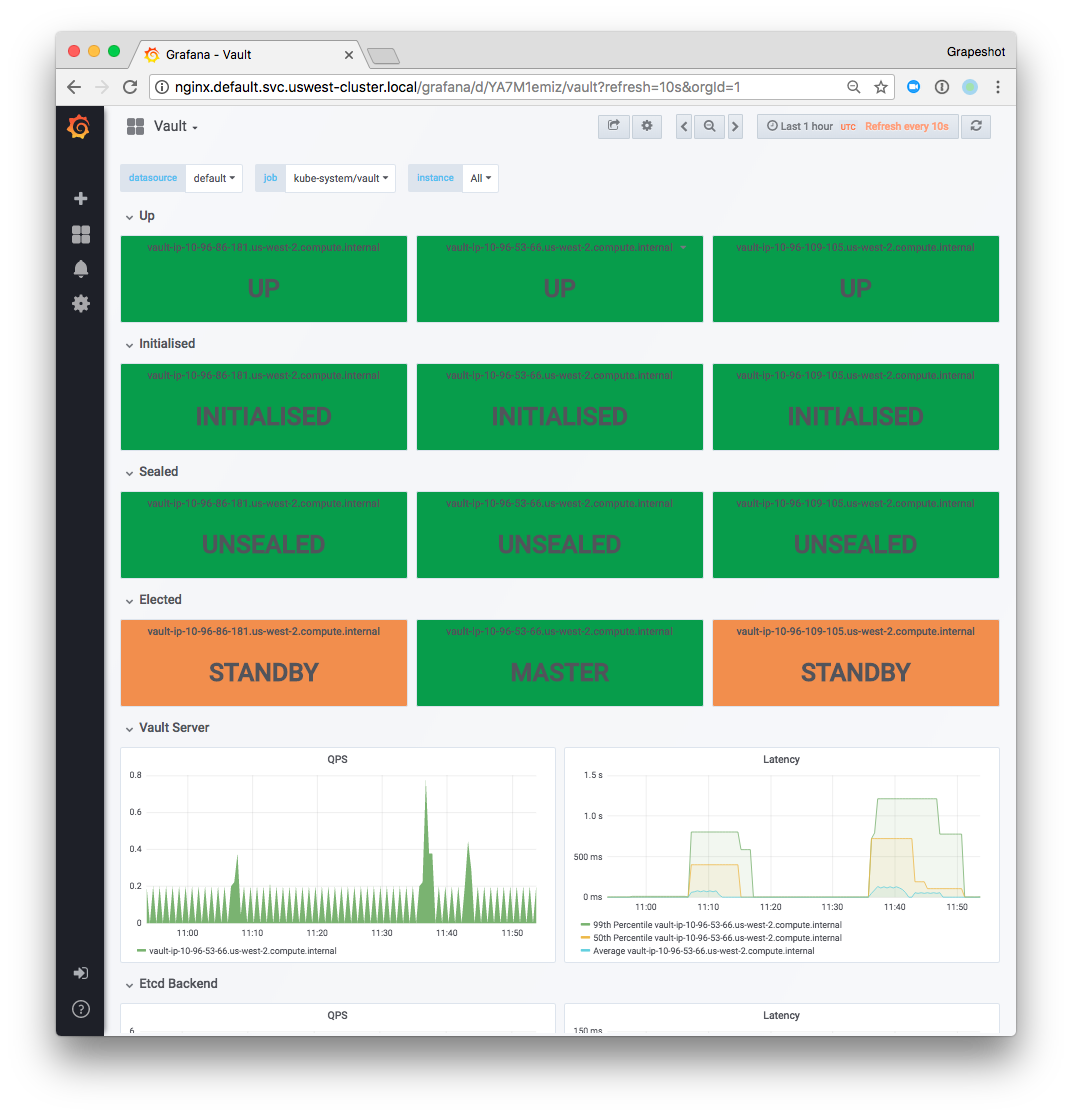 Grafana - Vault
Grapeshot
nginx.default.svc.uswest-cluster.local/grafana/d/YA7M1emiz/vault?refresh=10s&orgId=1
Vault
Last 1 hour UTC Refresh every 10s
datasource default job kube-system/vault instance All
Up
vault-ip-10-96-86-181.us-west-2.compute.internal vault-ip-10-96-53-66.us-west-2.compute.internal vault-ip-10-96-109-105.us-west-2.compute.internal
UP UP UP
Initialised
vault-ip-10-96-86-181.us-west-2.compute.internal vault-ip-10-96-53-66.us-west-2.compute.internal vault-ip-10-96-109-105.us-west-2.compute.internal
INITIALISED INITIALISED INITIALISED
Sealed
vault-ip-10-96-86-181.us-west-2.compute.internal vault-ip-10-96-53-66.us-west-2.compute.internal vault-ip-10-96-109-105.us-west-2.compute.internal
UNSEALED UNSEALED UNSEALED
Elected
vault-ip-10-96-86-181.us-west-2.compute.internal vault-ip-10-96-53-66.us-west-2.compute.internal vault-ip-10-96-109-105.us-west-2.compute.internal
STANDBY MASTER STANDBY
Vault Server
QPS
0.8
0.6
0.4
0.2
0
11:00 11:10 11:20 11:30 11:40 11:50
vault-ip-10-96-53-66.us-west-2.compute.internal
Latency
1.5 s
1.0 s
500 ms
0 ms
11:00 11:10 11:20 11:30 11:40 11:50
99th Percentile vault-ip-10-96-53-66.us-west-2.compute.internal
50th Percentile vault-ip-10-96-53-66.us-west-2.compute.internal
Average vault-ip-10-96-53-66.us-west-2.compute.internal
Etcd Backend
QPS
6
Latency
150 ms